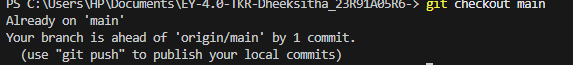 PS C:\Users\HP\Documents\EY-4.0-TKR-Dheeksitha_23R91A05R6-> git checkout main
Already on 'main'
Your branch is ahead of 'origin/main' by 1 commit.
  (use "git push" to publish your local commits)